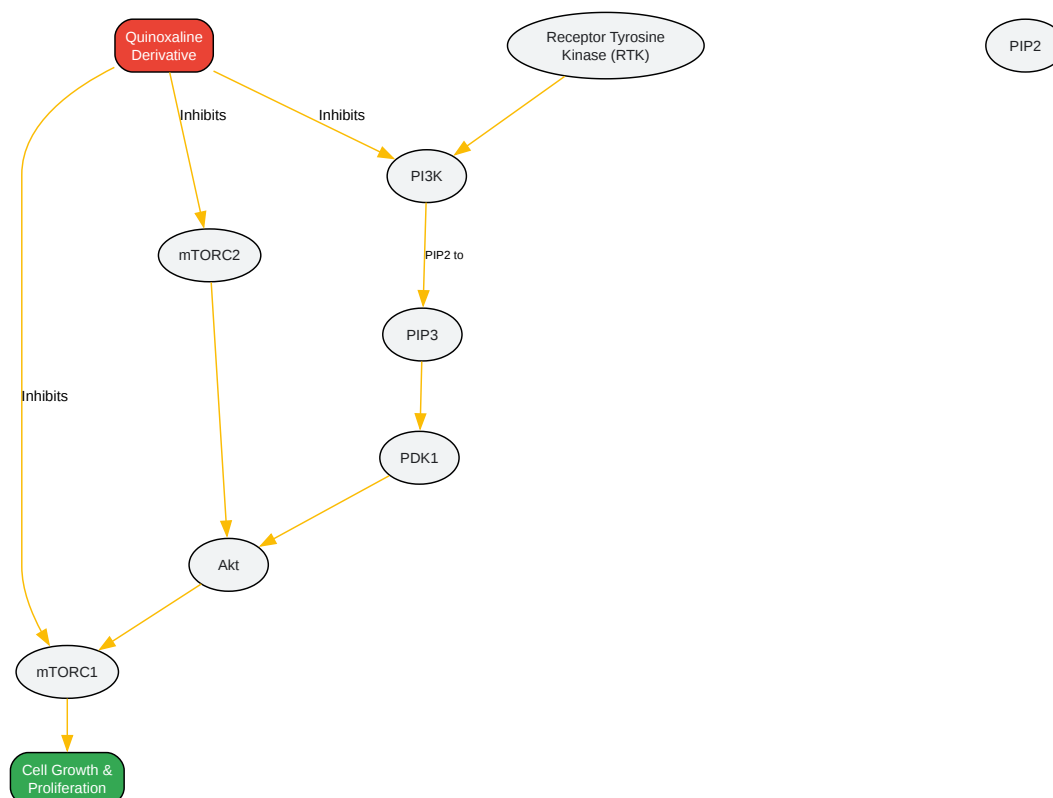 Quinoxaline
Derivative
Receptor Tyrosine
Kinase (RTK)
PIP2
Inhibits
Inhibits
PI3K
mTORC2
PIP2 to
PIP3
Inhibits
PDK1
Akt
mTORC1
Cell Growth &
Proliferation